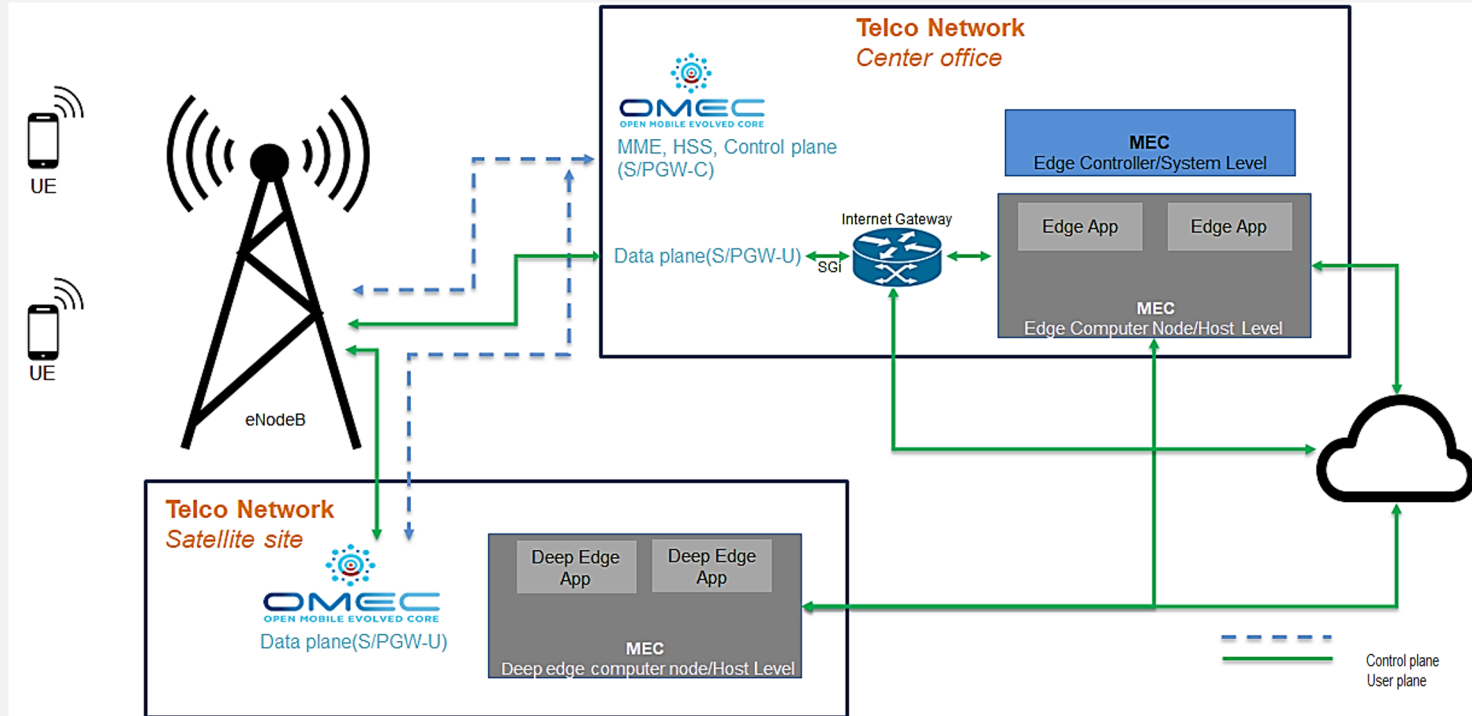 Telco Network
Center office
OMEC
OPEN MOBILE EVOLVED CORE
MME, HSS, Control plane
(S/PGW-C)
MEC
Edge Controller/System Level
UE
Internet Gateway
Edge App
Edge App
Data plane(S/PGW-U)
SGi
MEC
Edge Computer Node/Host Level
UE
eNodeB
Telco Network
Satellite site
OMEC
OPEN MOBILE EVOLVED CORE
Data plane(S/PGW-U)
Deep Edge
App
Deep Edge
App
MEC
Deep edge computer node/Host Level
Control plane
User plane